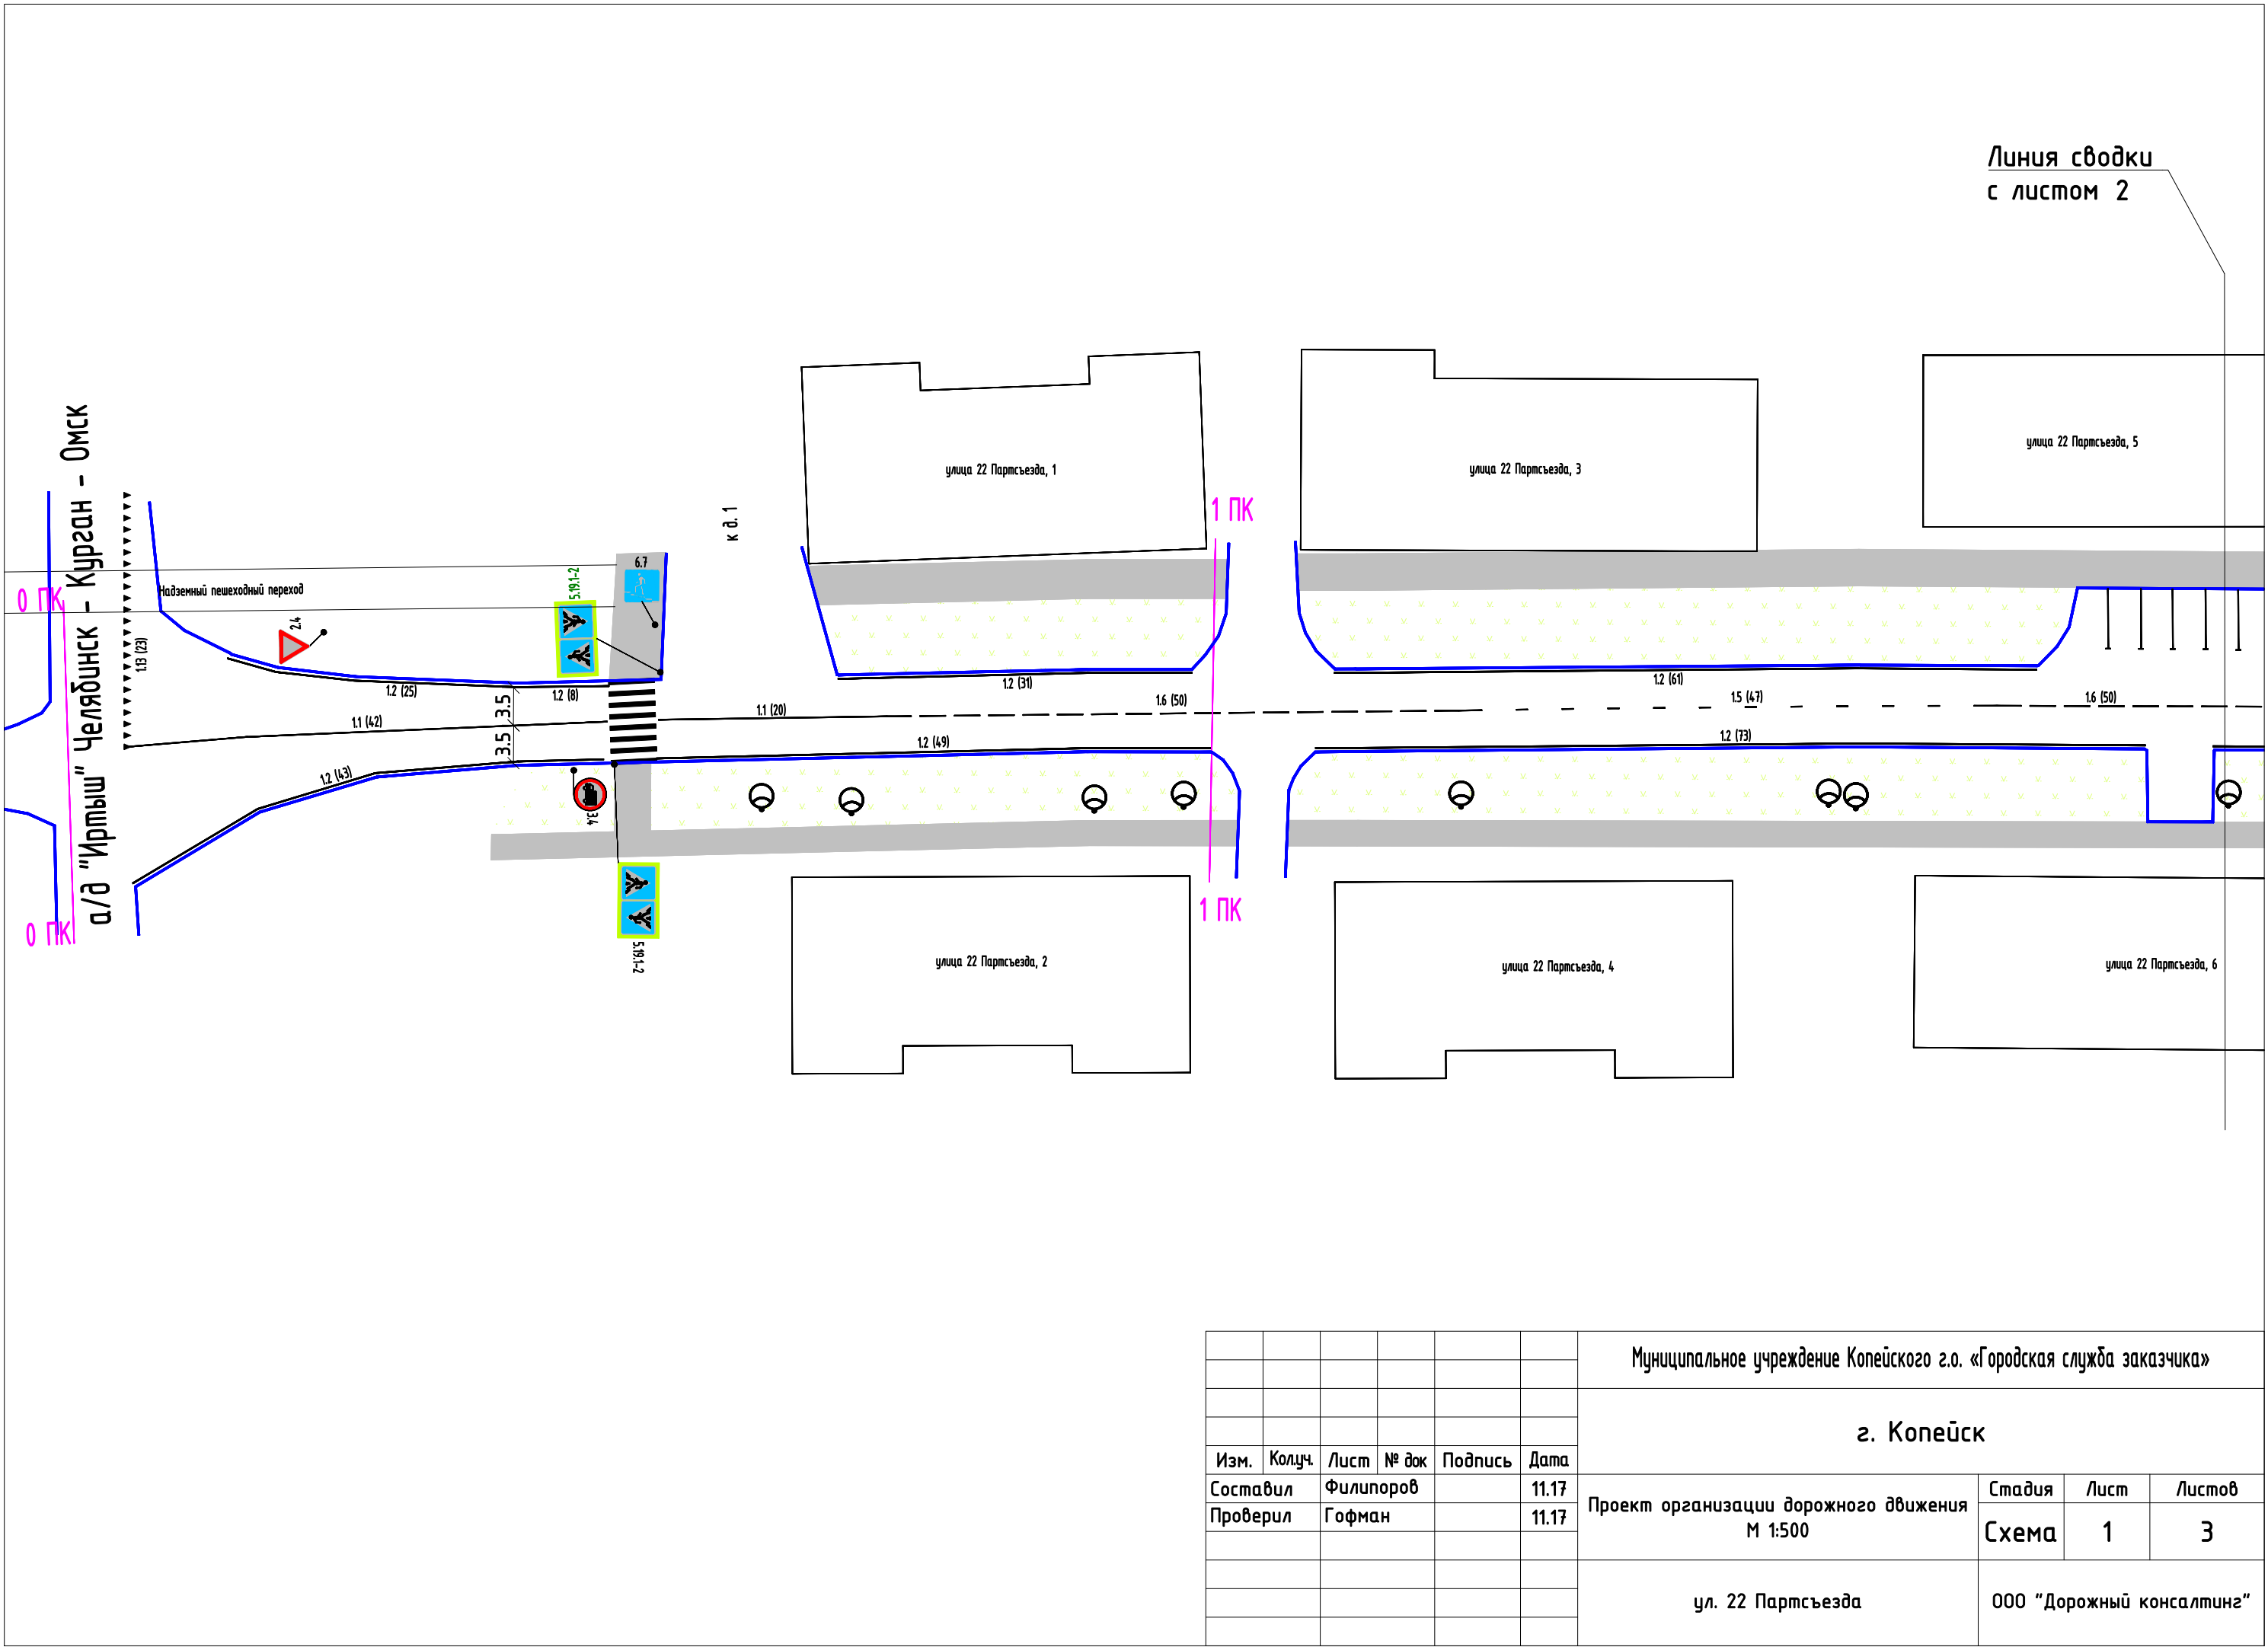 Линия сводки
с листом 2
а/д "Иртыш" Челябинск - Курган - Омск
0 ПК
0 ПК
1.13 (23)
Надземный пешеходный переход
2.4
5.19.1-2
6.7
к д. 1
улица 22 Партсъезда, 1
1 ПК
улица 22 Партсъезда, 3
улица 22 Партсъезда, 5
1.2 (25)
1.2 (8)
1.2 (31)
1.2 (61)
1.1 (42)
3.5
3.5
1.1 (20)
1.6 (50)
1.5 (47)
1.6 (50)
1.2 (43)
1.2 (49)
1.2 (73)
3.4
5.19.1-2
1 ПК
улица 22 Партсъезда, 2
улица 22 Партсъезда, 4
улица 22 Партсъезда, 6
Муниципальное учреждение Копейского г.о. «Городская служба заказчика»
г. Копейск
Изм. Кол.уч. Лист № док Подпись Дата
Составил Филипоров 11.17
Проверил Гофман 11.17
Проект организации дорожного движения
М 1:500
Стадия Лист Листов
Схема 1 3
ул. 22 Партсъезда
ООО "Дорожный консалтинг"